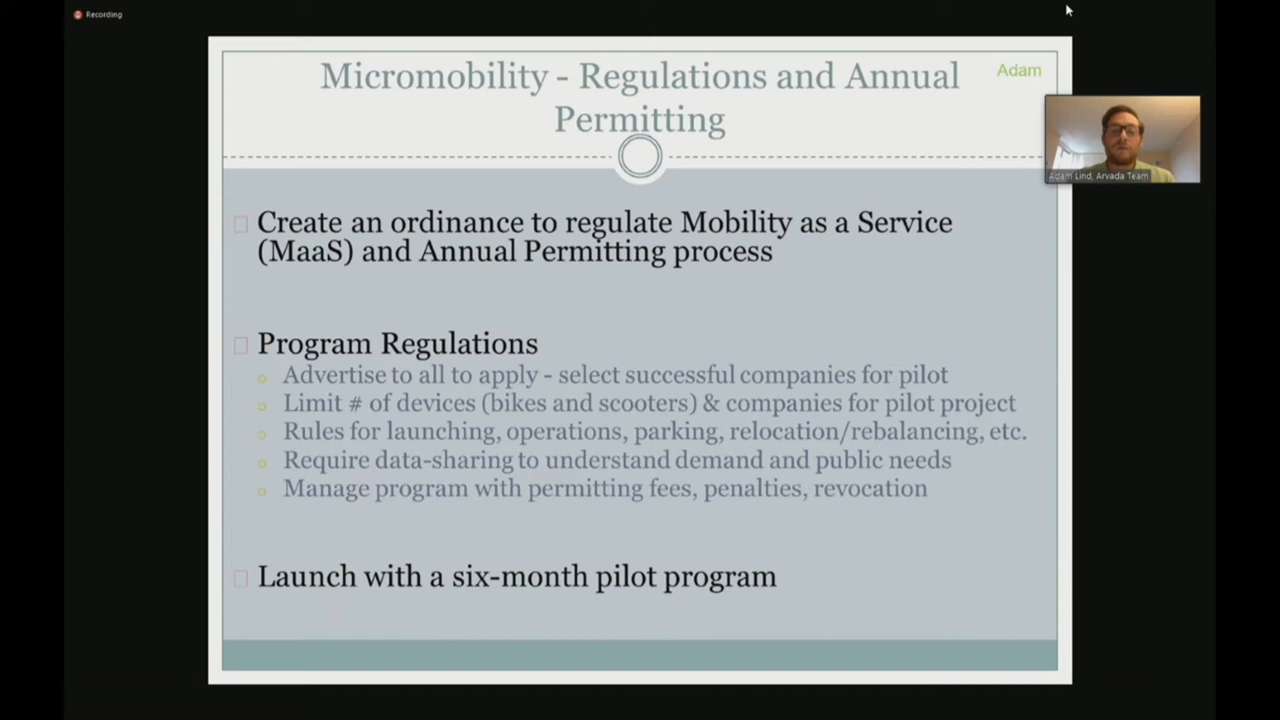 Recording
Micromobility - Regulations and Annual
Permitting
Adam
Adam Lind, Arvada Team
Create an ordinance to regulate Mobility as a Service
(MaaS) and Annual Permitting process
Program Regulations
Advertise to all to apply - select successful companies for pilot
Limit # of devices (bikes and scooters) & companies for pilot project
Rules for launching, operations, parking, relocation/rebalancing, etc.
Require data-sharing to understand demand and public needs
Manage program with permitting fees, penalties, revocation
Launch with a six-month pilot program